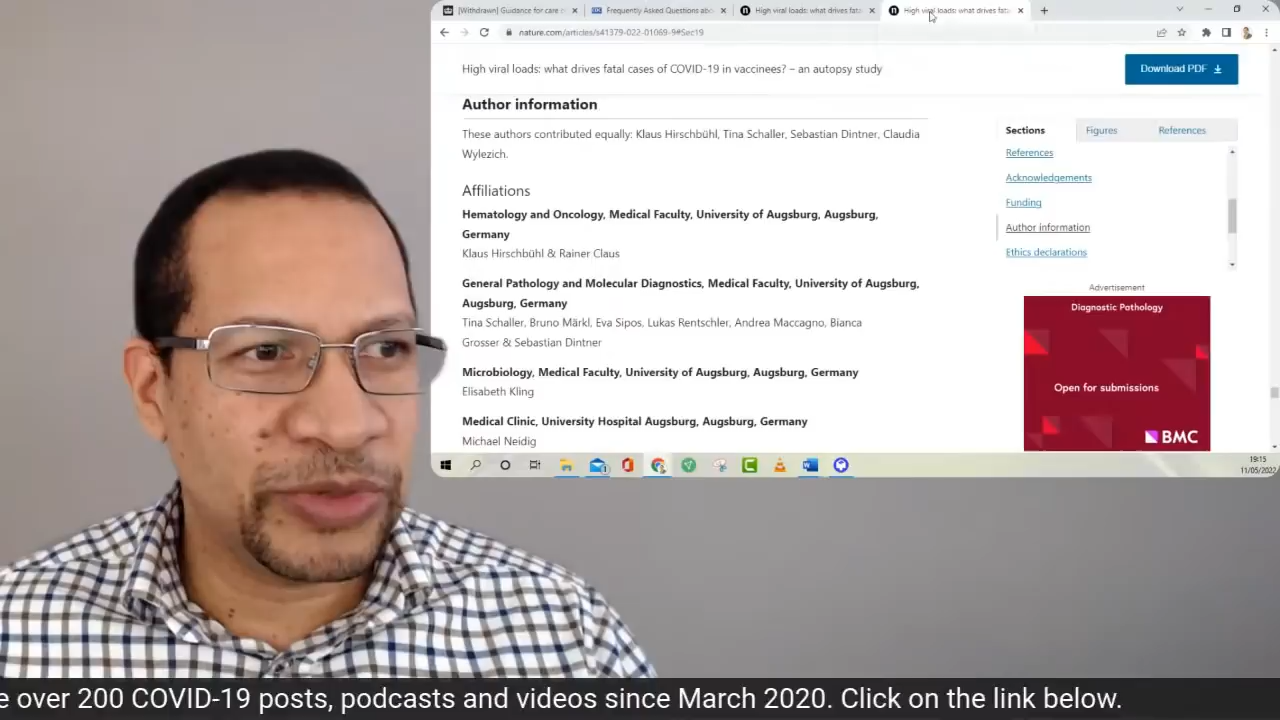 [Withdrawn] Guidance for care
Frequently Asked Questions abo
High viral loads: what drives fata
High viral loads: what drives fata
nature.com/articles/s41379-022-01069-9#Sec19
High viral loads: what drives fatal cases of COVID-19 in vaccinees? – an autopsy study
Download PDF
Author information
These authors contributed equally: Klaus Hirschbühl, Tina Schaller, Sebastian Dintner, Claudia
Wylezich.
Affiliations
Hematology and Oncology, Medical Faculty, University of Augsburg, Augsburg,
Germany
Klaus Hirschbühl & Rainer Claus
General Pathology and Molecular Diagnostics, Medical Faculty, University of Augsburg,
Augsburg, Germany
Tina Schaller, Bruno Märkl, Eva Sipos, Lukas Rentschler, Andrea Maccagno, Bianca
Grosser & Sebastian Dintner
Microbiology, Medical Faculty, University of Augsburg, Augsburg, Germany
Elisabeth Kling
Medical Clinic, University Hospital Augsburg, Augsburg, Germany
Michael Neidig
Sections
Figures
References
References
Acknowledgements
Funding
Author information
Ethics declarations
Advertisement
Diagnostic Pathology
Open for submissions
BMC
19:15
11/05/2022
e over 200 COVID-19 posts, podcasts and videos since March 2020. Click on the link below.